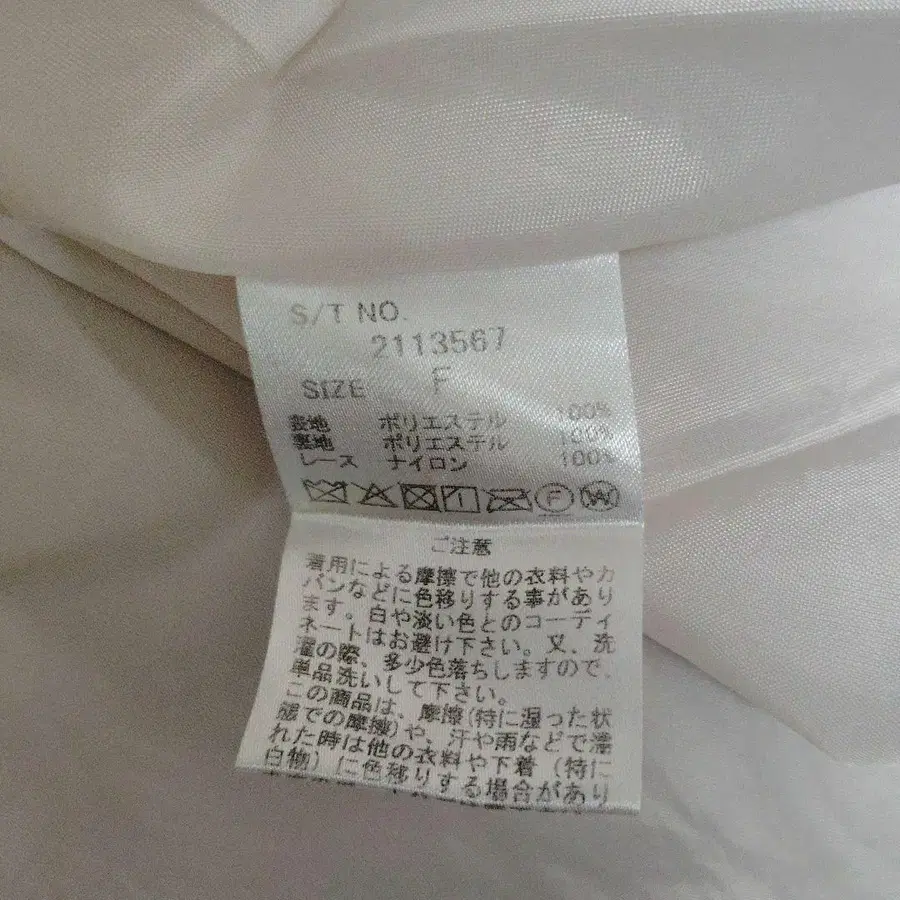 S/T NO.
2113567
SIZE F
表地 ポリエステル 100%
裏地 ポリエステル 100%
レース ナイロン 100%
F W
ご注意
着用による摩擦で他の衣料やカ
バンなどに色移りする事があり
ます。白や淡い色とのコーディ
ネートはお避け下さい。又、洗
濯の際、多少色落ちしますので、
単品洗いして下さい。
この商品は、摩擦(特に湿った状
態での摩擦)や、汗や雨などで濡
れた時は他の衣料や下着(特に
白物)に色移りする場合があり